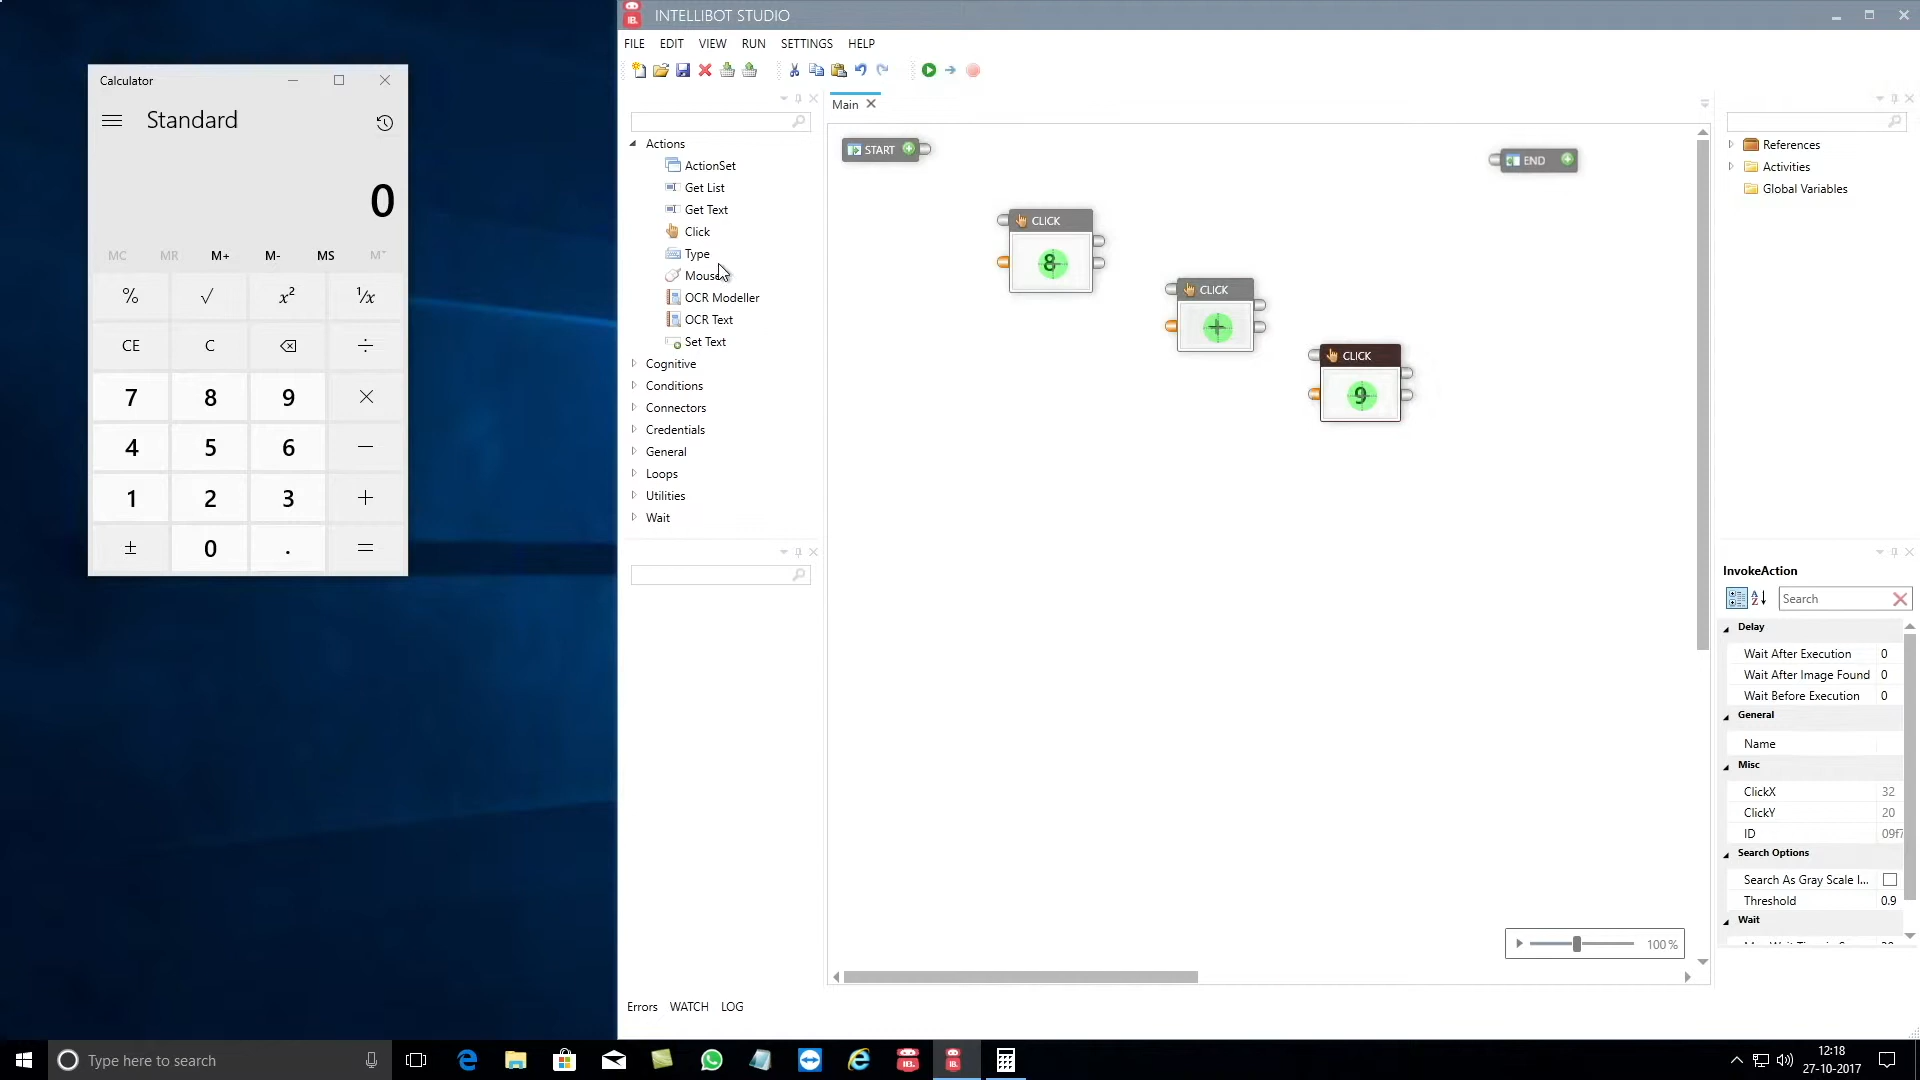 Calculator
Standard
0
MC MR M+ M- MS M˅
% √ x² ¹/x
CE C ÷
7 8 9 ×
4 5 6 −
1 2 3 +
± 0 . =
IB.
INTELLIBOT STUDIO
FILE EDIT VIEW RUN SETTINGS HELP
Actions
ActionSet
Get List
Get Text
Click
Type
Mouse
OCR Modeller
OCR Text
Set Text
Cognitive
Conditions
Connectors
Credentials
General
Loops
Utilities
Wait
Main
START
END
CLICK
8
CLICK
+
CLICK
9
100 %
References
Activities
Global Variables
InvokeAction
Search
Delay
Wait After Execution 0
Wait After Image Found 0
Wait Before Execution 0
General
Name
Misc
ClickX 32
ClickY 20
ID 09f7
Search Options
Search As Gray Scale I...
Threshold 0.9
Wait
Errors WATCH LOG
Type here to search
IB.
IB.
12:18
27-10-2017